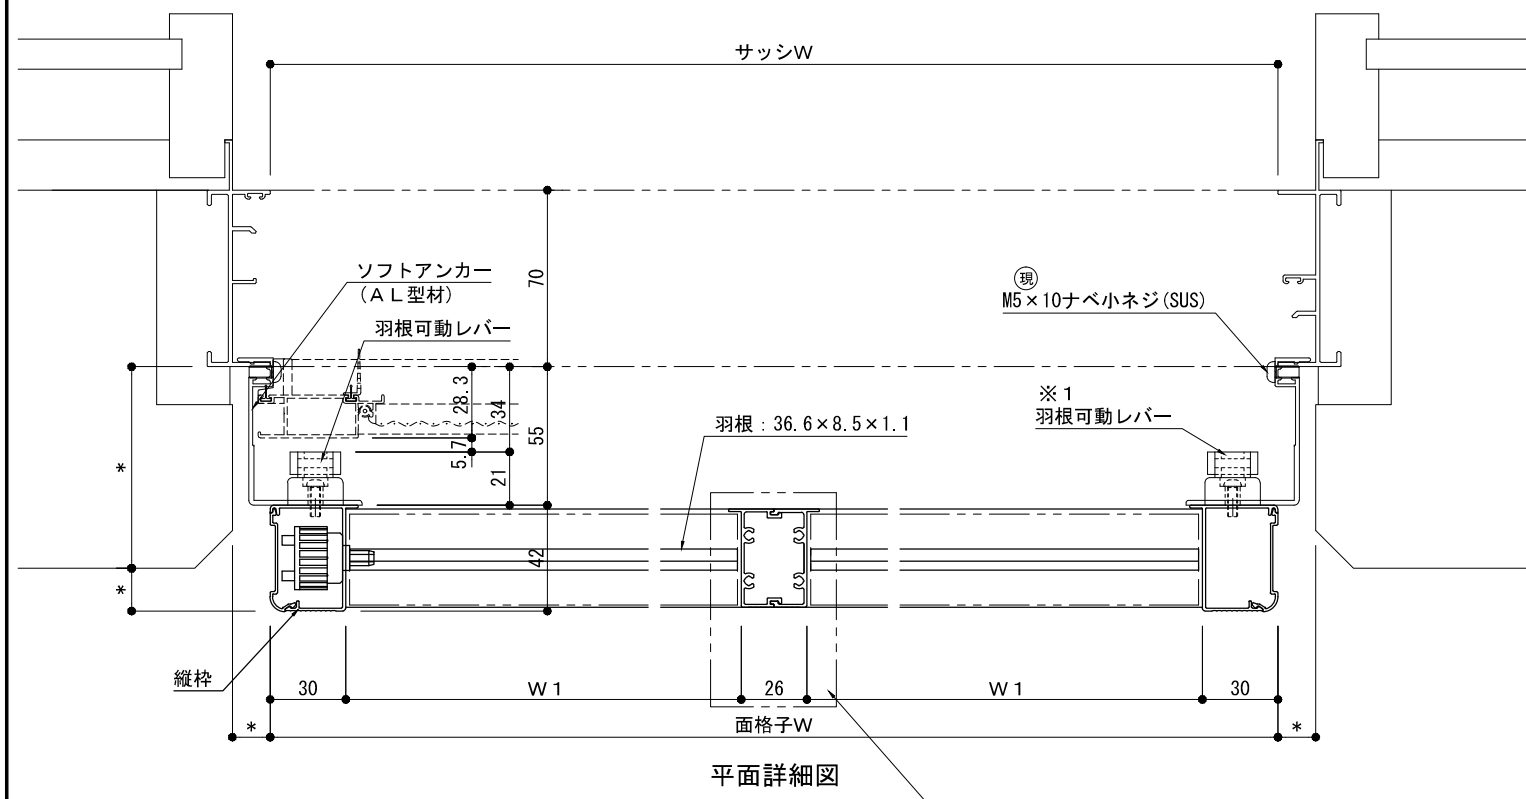 サッシW
70
ソフトアンカー
(AL型材)
羽根可動レバー
現
M5×10ナベ小ネジ(SUS)
28.3
34
55
5.7
21
※1
羽根可動レバー
羽根：36.6×8.5×1.1
*
*
42
縦枠
30
W1
26
W1
30
*
面格子W
*
平面詳細図